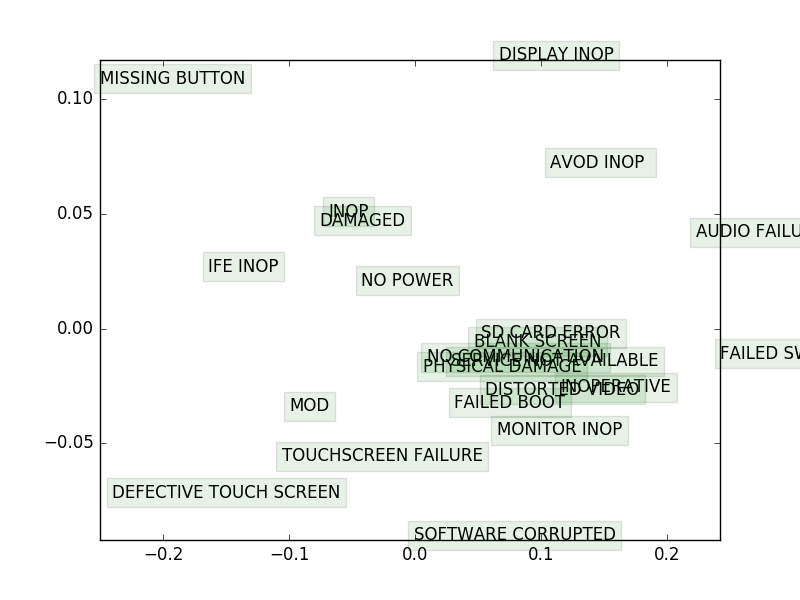 DISPLAY INOP
MISSING BUTTON
0.10
AVOD INOP
0.05
INOP
DAMAGED
AUDIO FAILU
IFE INOP
NO POWER
0.00
SD CARD ERROR
BLANK SCREEN
NO COMMUNICATION
SERVICE NOT AVAILABLE
FAILED SW
PHYSICAL DAMAGE
INOPERATIVE
DISTORTED VIDEO
FAILED BOOT
MOD
MONITOR INOP
−0.05
TOUCHSCREEN FAILURE
DEFECTIVE TOUCH SCREEN
SOFTWARE CORRUPTED
−0.2 −0.1 0.0 0.1 0.2